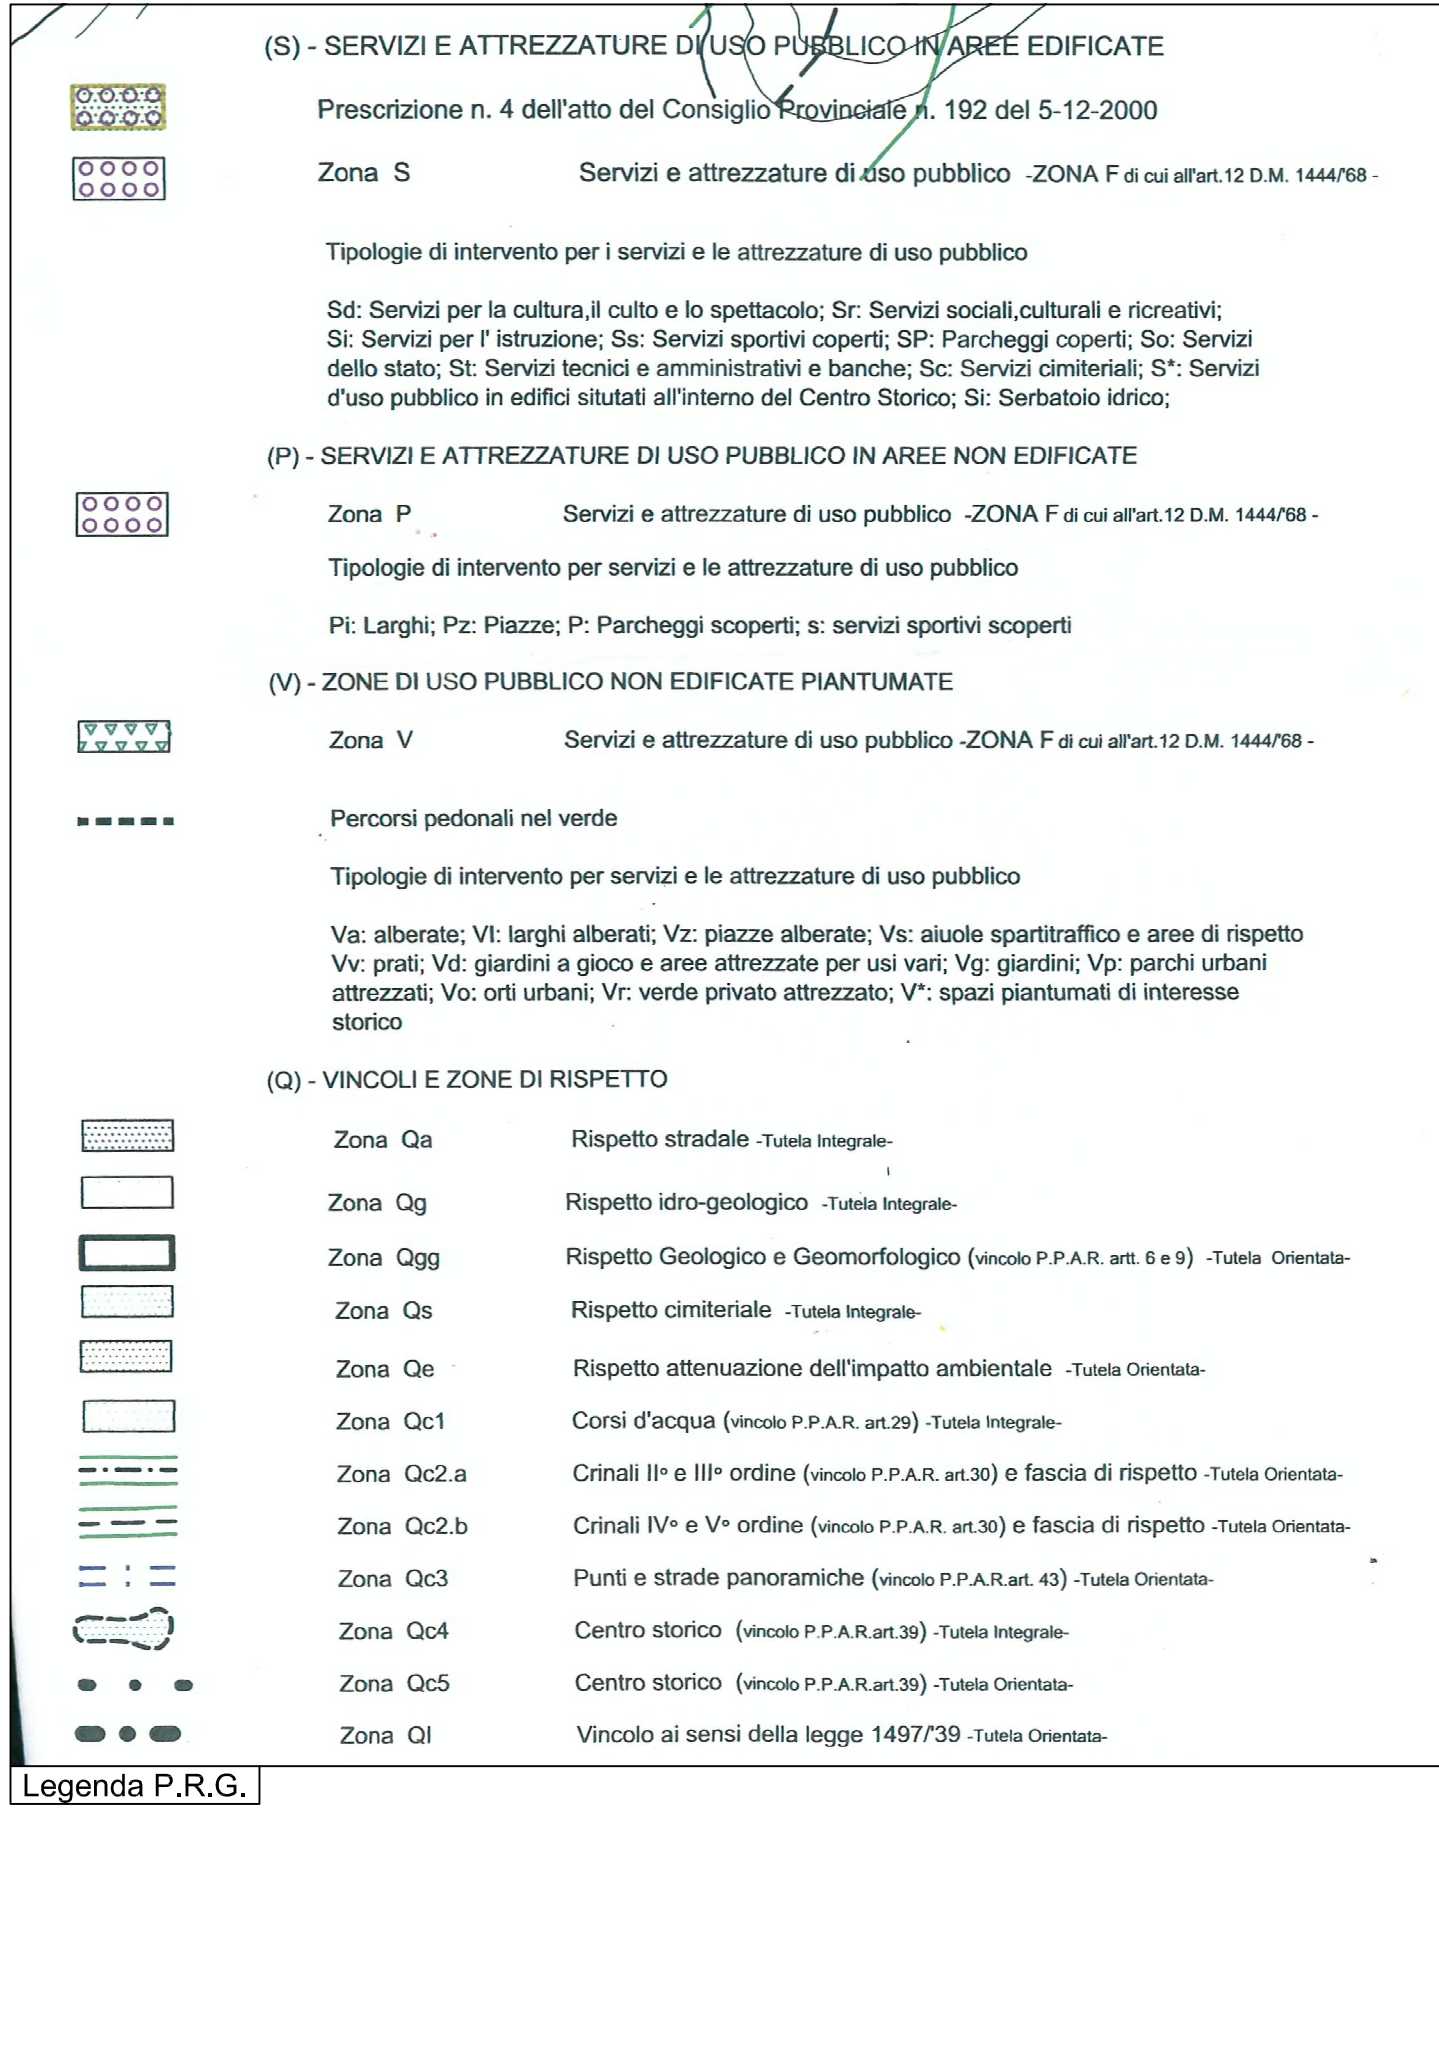 (S) - SERVIZI E ATTREZZATURE DI USO PUBBLICO IN AREE EDIFICATE
Prescrizione n. 4 dell'atto del Consiglio Provinciale n. 192 del 5-12-2000
Zona S Servizi e attrezzature di uso pubblico -ZONA F di cui all'art.12 D.M. 1444/'68 -
Tipologie di intervento per i servizi e le attrezzature di uso pubblico
Sd: Servizi per la cultura,il culto e lo spettacolo; Sr: Servizi sociali,culturali e ricreativi;
Si: Servizi per l' istruzione; Ss: Servizi sportivi coperti; SP: Parcheggi coperti; So: Servizi
dello stato; St: Servizi tecnici e amministrativi e banche; Sc: Servizi cimiteriali; S*: Servizi
d'uso pubblico in edifici situtati all'interno del Centro Storico; Si: Serbatoio idrico;
(P) - SERVIZI E ATTREZZATURE DI USO PUBBLICO IN AREE NON EDIFICATE
Zona P Servizi e attrezzature di uso pubblico -ZONA F di cui all'art.12 D.M. 1444/'68 -
Tipologie di intervento per servizi e le attrezzature di uso pubblico
Pi: Larghi; Pz: Piazze; P: Parcheggi scoperti; s: servizi sportivi scoperti
(V) - ZONE DI USO PUBBLICO NON EDIFICATE PIANTUMATE
Zona V Servizi e attrezzature di uso pubblico -ZONA F di cui all'art.12 D.M. 1444/'68 -
Percorsi pedonali nel verde
Tipologie di intervento per servizi e le attrezzature di uso pubblico
Va: alberate; Vl: larghi alberati; Vz: piazze alberate; Vs: aiuole spartitraffico e aree di rispetto
Vv: prati; Vd: giardini a gioco e aree attrezzate per usi vari; Vg: giardini; Vp: parchi urbani
attrezzati; Vo: orti urbani; Vr: verde privato attrezzato; V*: spazi piantumati di interesse
storico
(Q) - VINCOLI E ZONE DI RISPETTO
Zona Qa Rispetto stradale -Tutela Integrale-
Zona Qg Rispetto idro-geologico -Tutela Integrale-
Zona Qgg Rispetto Geologico e Geomorfologico (vincolo P.P.A.R. artt. 6 e 9) -Tutela Orientata-
Zona Qs Rispetto cimiteriale -Tutela Integrale-
Zona Qe Rispetto attenuazione dell'impatto ambientale -Tutela Orientata-
Zona Qc1 Corsi d'acqua (vincolo P.P.A.R. art.29) -Tutela Integrale-
Zona Qc2.a Crinali II° e III° ordine (vincolo P.P.A.R. art.30) e fascia di rispetto -Tutela Orientata-
Zona Qc2.b Crinali IV° e V° ordine (vincolo P.P.A.R. art.30) e fascia di rispetto -Tutela Orientata-
Zona Qc3 Punti e strade panoramiche (vincolo P.P.A.R.art. 43) -Tutela Orientata-
Zona Qc4 Centro storico (vincolo P.P.A.R.art.39) -Tutela Integrale-
Zona Qc5 Centro storico (vincolo P.P.A.R.art.39) -Tutela Orientata-
Zona Ql Vincolo ai sensi della legge 1497/'39 -Tutela Orientata-
Legenda P.R.G.